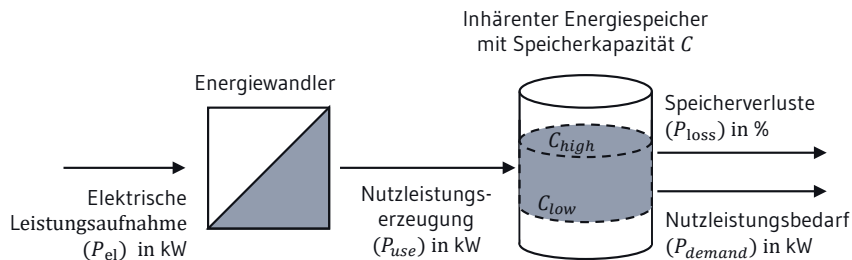 Inhärenter Energiespeicher
mit Speicherkapazität C
Energiewandler
Speicherverluste
(P_loss) in %
C_high
Elektrische
Leistungsaufnahme
(P_el) in kW
Nutzleistungs-
erzeugung
(P_use) in kW
C_low
Nutzleistungsbedarf
(P_demand) in kW